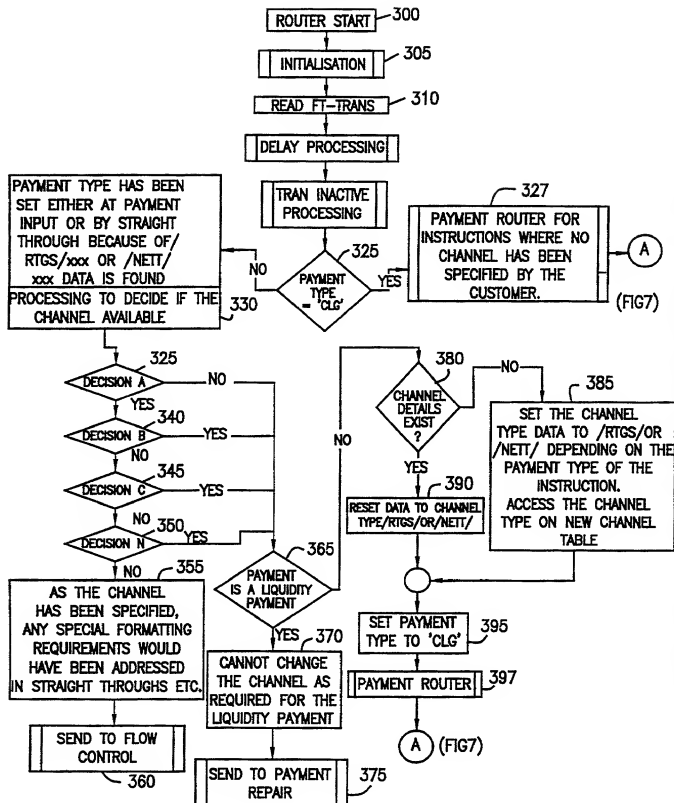 ROUTER START
300
INITIALISATION
305
READ FT-TRANS
310
DELAY PROCESSING
TRAN INACTIVE
PROCESSING
PAYMENT TYPE HAS BEEN
SET EITHER AT PAYMENT
INPUT OR BY STRAIGHT
THROUGH BECAUSE OF/
RTGS/xxx OR /NETT/
xxx DATA IS FOUND
PROCESSING TO DECIDE IF THE
CHANNEL AVAILABLE
330
NO
325
PAYMENT
TYPE
= 'CLG'
YES
327
PAYMENT ROUTER FOR
INSTRUCTIONS WHERE NO
CHANNEL HAS BEEN
SPECIFIED BY THE
CUSTOMER.
A
(FIG7)
325
DECISION A
NO
YES
340
DECISION B
YES
NO
345
DECISION C
YES
NO
350
DECISION N
YES
NO
355
AS THE CHANNEL
HAS BEEN SPECIFIED,
ANY SPECIAL FORMATTING
REQUIREMENTS WOULD
HAVE BEEN ADDRESSED
IN STRAIGHT THROUGHS ETC.
SEND TO FLOW
CONTROL
360
365
PAYMENT
IS A LIQUIDITY
PAYMENT
NO
YES
370
CANNOT CHANGE
THE CHANNEL AS
REQUIRED FOR THE
LIQUIDITY PAYMENT
SEND TO PAYMENT
REPAIR
375
380
CHANNEL
DETAILS
EXIST
?
NO
YES
385
SET THE CHANNEL
TYPE DATA TO /RTGS/OR
/NETT/ DEPENDING ON THE
PAYMENT TYPE OF THE
INSTRUCTION.
ACCESS THE CHANNEL
TYPE ON NEW CHANNEL
TABLE
390
RESET DATA TO CHANNEL
TYPE/RTGS/OR/NETT/
SET PAYMENT
TYPE TO 'CLG'
395
PAYMENT ROUTER
397
A
(FIG7)